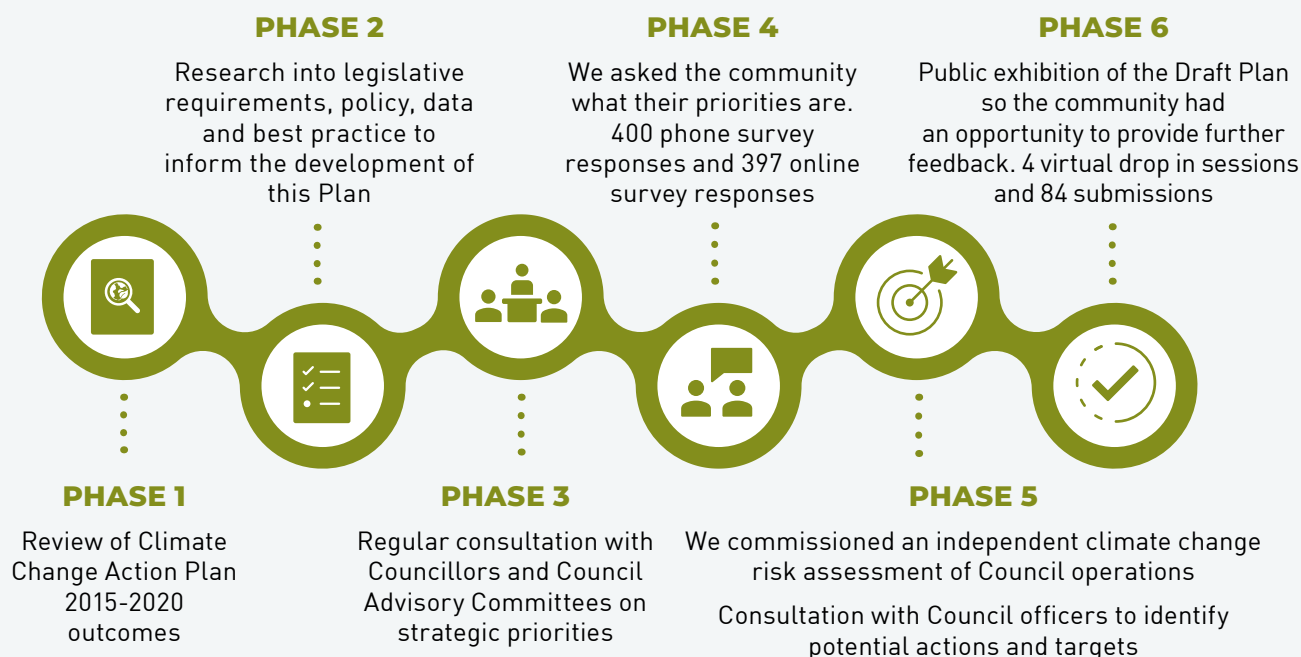 PHASE 2
Research into legislative
requirements, policy, data
and best practice to
inform the development of
this Plan
PHASE 4
We asked the community
what their priorities are.
400 phone survey
responses and 397 online
survey responses
PHASE 6
Public exhibition of the Draft Plan
so the community had
an opportunity to provide further
feedback. 4 virtual drop in sessions
and 84 submissions
PHASE 1
Review of Climate
Change Action Plan
2015-2020
outcomes
PHASE 3
Regular consultation with
Councillors and Council
Advisory Committees on
strategic priorities
PHASE 5
We commissioned an independent climate change
risk assessment of Council operations
Consultation with Council officers to identify
potential actions and targets